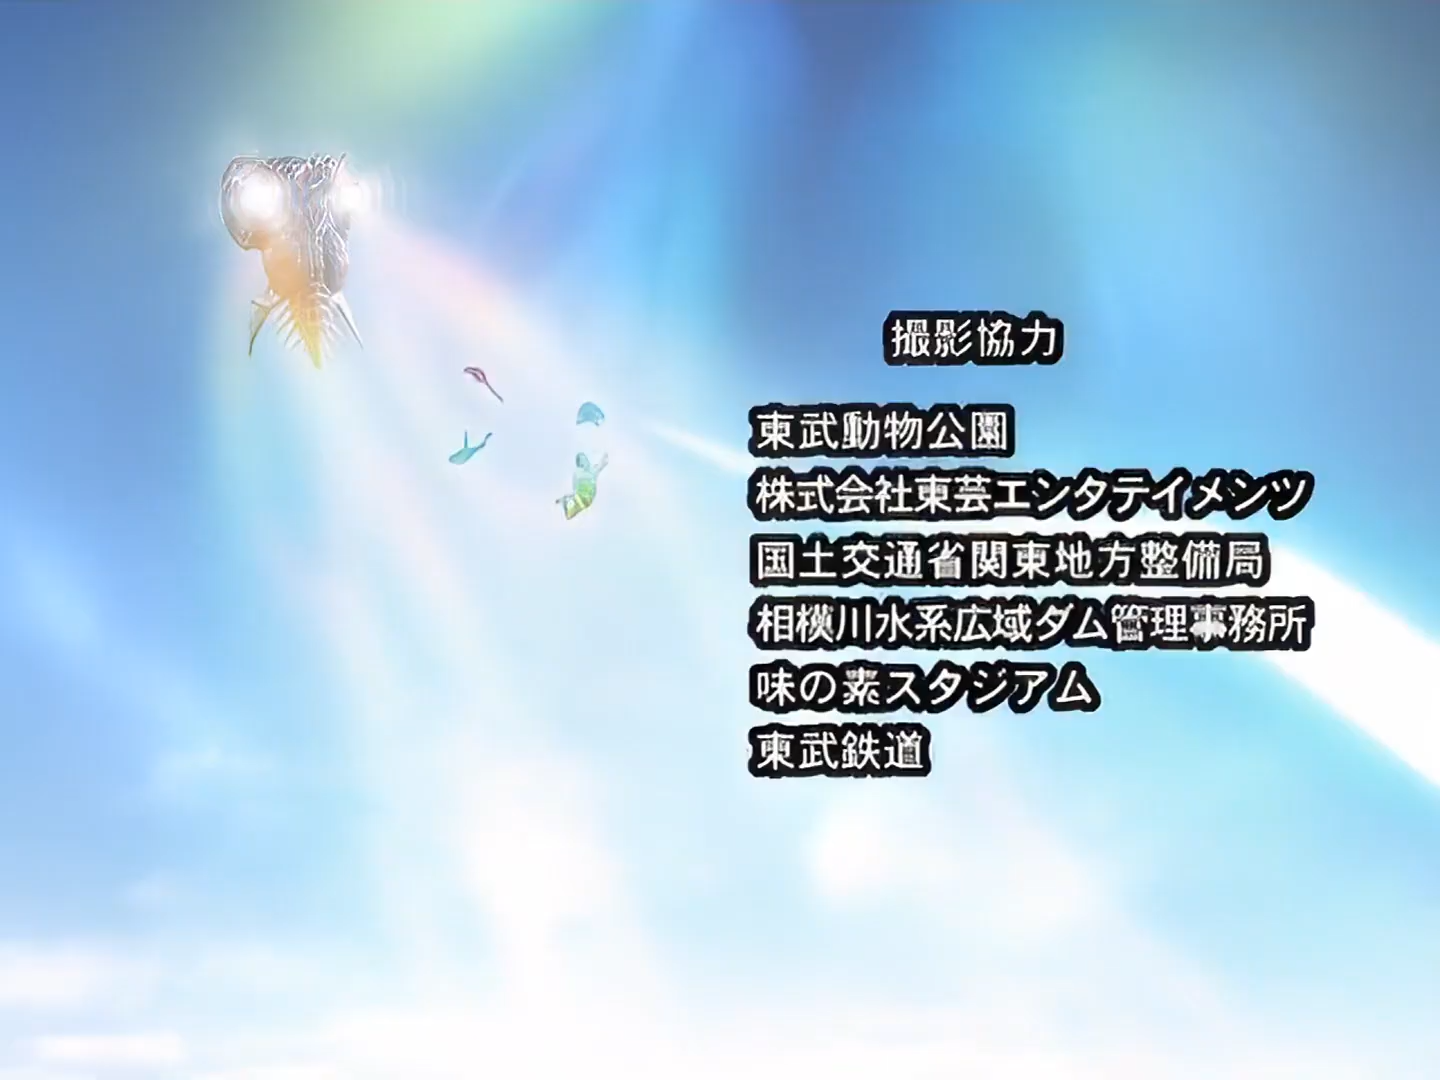 撮影協力
東武動物公園
株式会社東芸エンタテイメンツ
国土交通省関東地方整備局
相模川水系広域ダム管理事務所
味の素スタジアム
東武鉄道